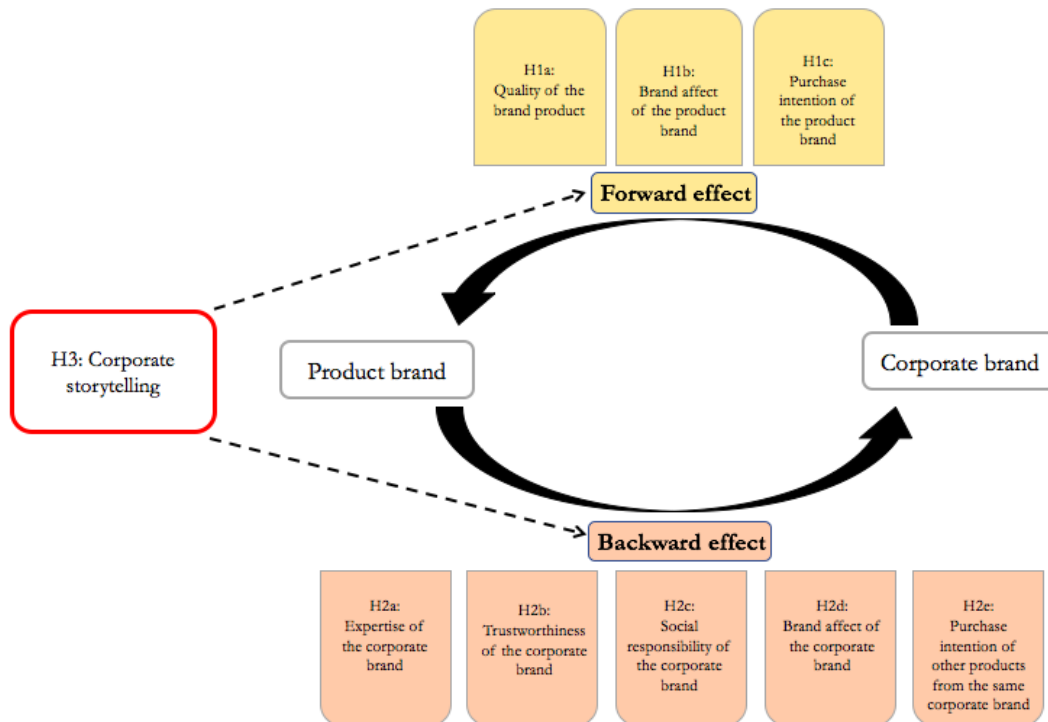 H1a:
Quality of the
brand product
H1b:
Brand affect
of the product
brand
H1c:
Purchase
intention of
the product
brand
Forward effect
H3: Corporate
storytelling
Product brand
Corporate brand
Backward effect
H2a:
Expertise of
the corporate
brand
H2b:
Trustworthiness
of the corporate
brand
H2c:
Social
responsibility of
the corporate
brand
H2d:
Brand affect of
the corporate
brand
H2e:
Purchase
intention of
other products
from the same
corporate brand